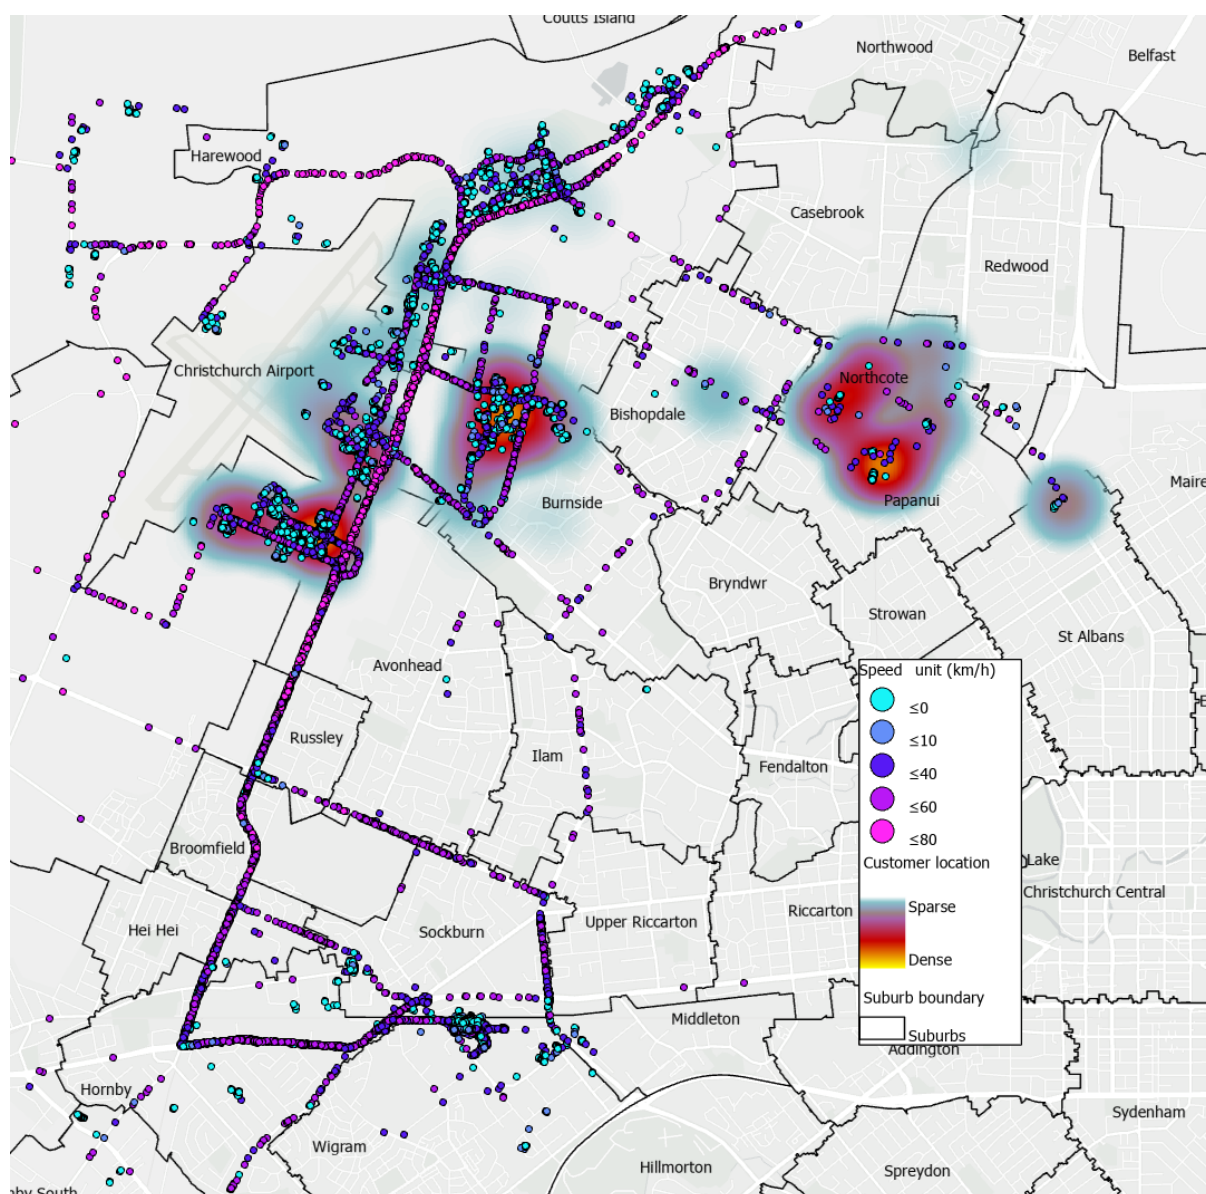 Coutts Island
Northwood
Belfast
Harewood
Casebrook
Redwood
Christchurch Airport
Northcote
Bishopdale
Burnside
Papanui
Maire
Bryndwr
Strowan
St Albans
Avonhead
Russley
Ilam
Fendalton
Broomfield
Hei Hei
Sockburn
Upper Riccarton
Riccarton
Lake
Christchurch Central
Middleton
Addington
Hornby
Wigram
Sydenham
Hillmorton
Spreydon
nby South
Speed unit (km/h)
≤0
≤10
≤40
≤60
≤80
Customer location
Sparse
Dense
Suburb boundary
Suburbs